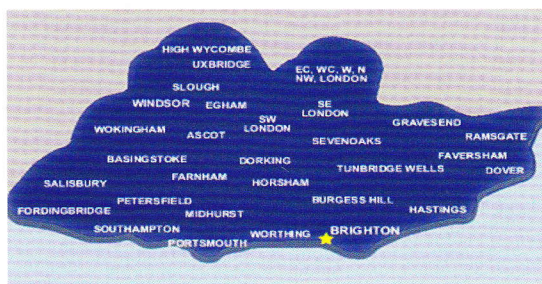 HIGH WYCOMBE
UXBRIDGE
EC, WC, W, N
NW, LONDON
SLOUGH
WINDSOR
EGHAM
SE
LONDON
SW
LONDON
GRAVESEND
WOKINGHAM
ASCOT
SEVENOAKS
RAMSGATE
BASINGSTOKE
DORKING
FAVERSHAM
TUNBRIDGE WELLS
DOVER
SALISBURY
FARNHAM
HORSHAM
PETERSFIELD
BURGESS HILL
FORDINGBRIDGE
MIDHURST
HASTINGS
SOUTHAMPTON
WORTHING
BRIGHTON
PORTSMOUTH